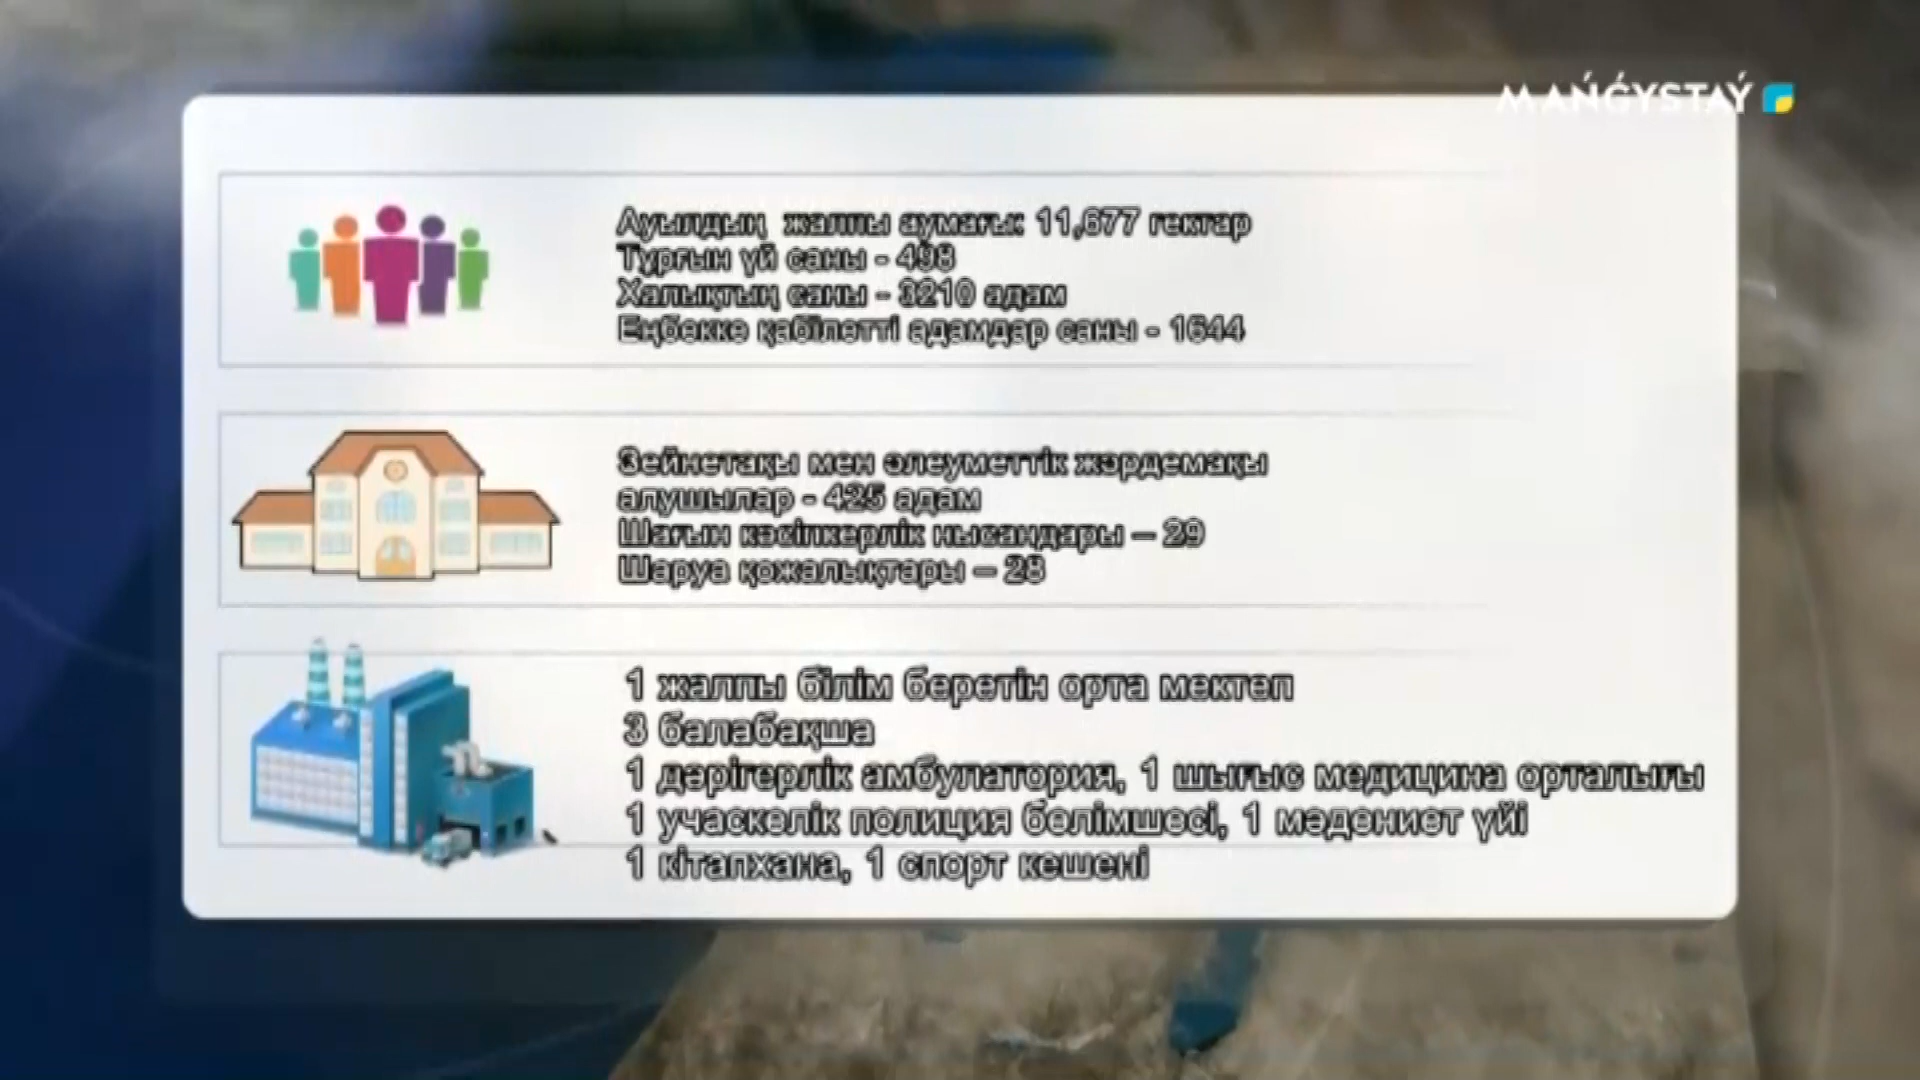 MAŃǴYSTAÝ
Ауылдың жалпы аумағы: 11,677 гектар
Тұрғын үй саны - 498
Халықтың саны - 3210 адам
Еңбекке қабілетті адамдар саны - 1644
Зейнетақы мен әлеуметтік жәрдемақы
алушылар - 425 адам
Шағын кәсіпкерлік нысандары – 29
Шаруа қожалықтары – 28
1 жалпы білім беретін орта мектеп
3 балабақша
1 дәрігерлік амбулатория, 1 шығыс медицина орталығы
1 учаскелік полиция бөлімшесі, 1 мәдениет үйі
1 кітапхана, 1 спорт кешені